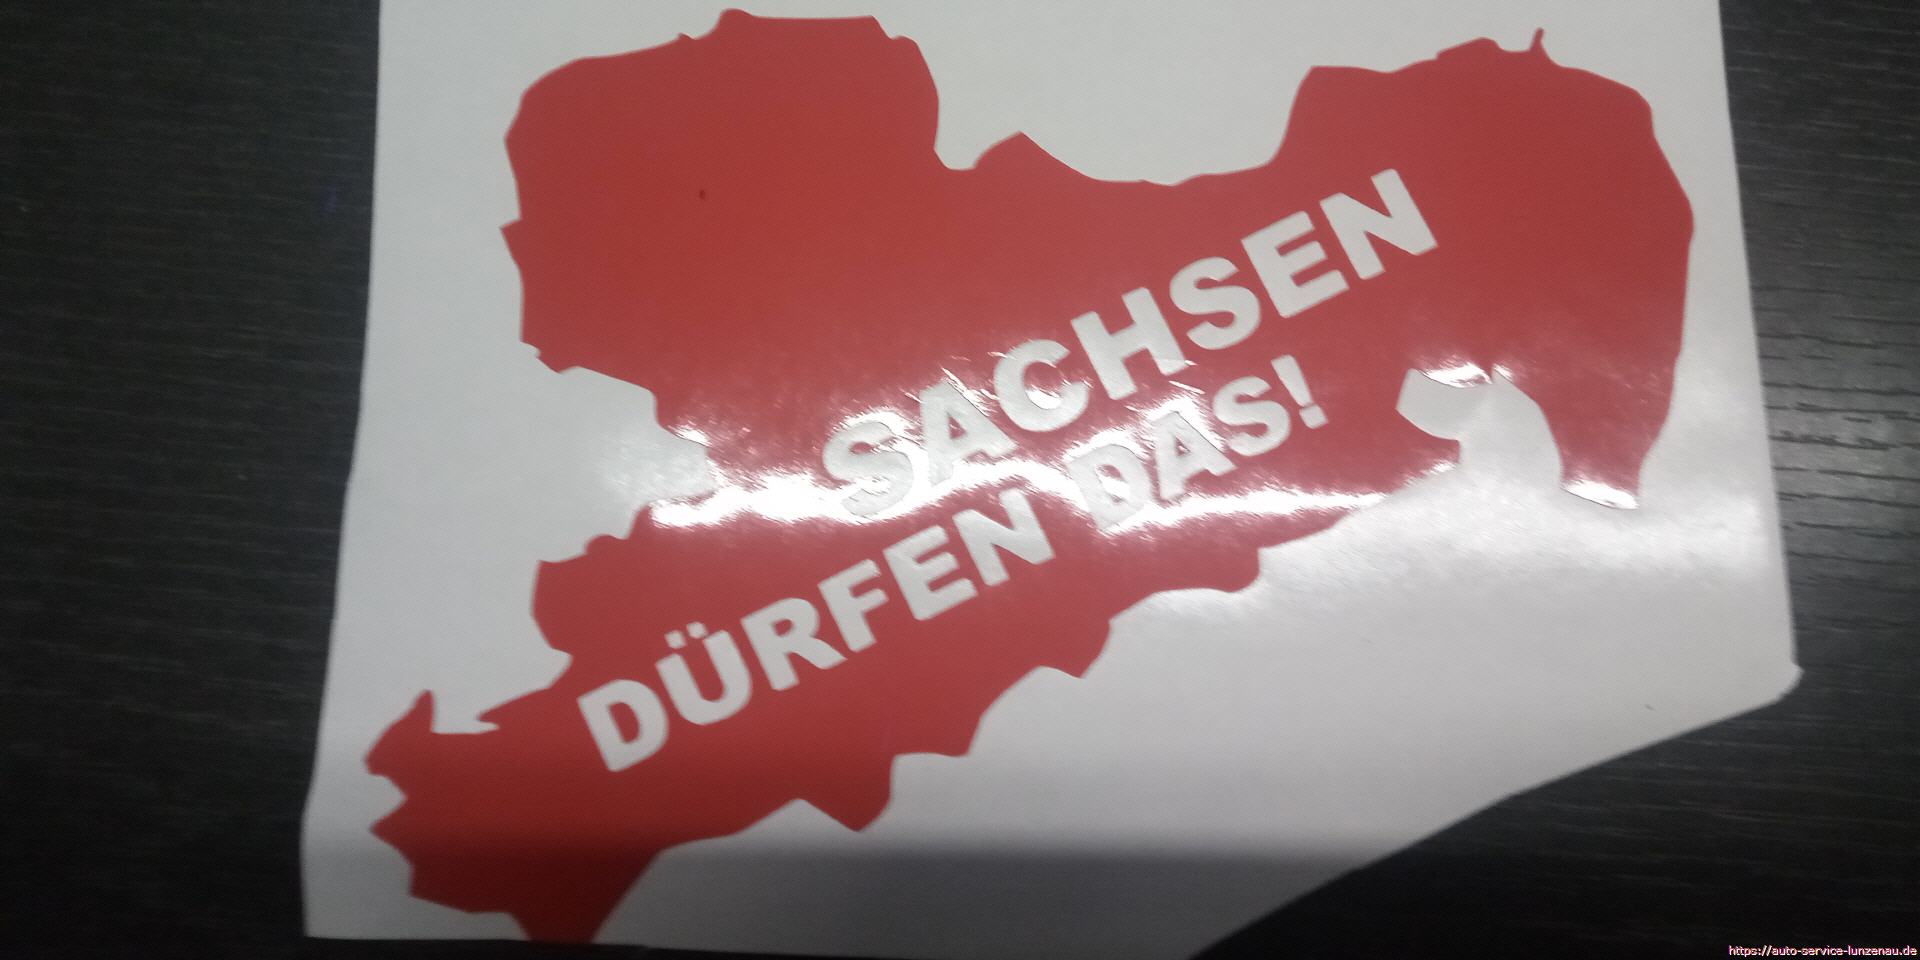 SACHSEN
DÜRFEN DAS!
https://auto-service-lunzenau.de